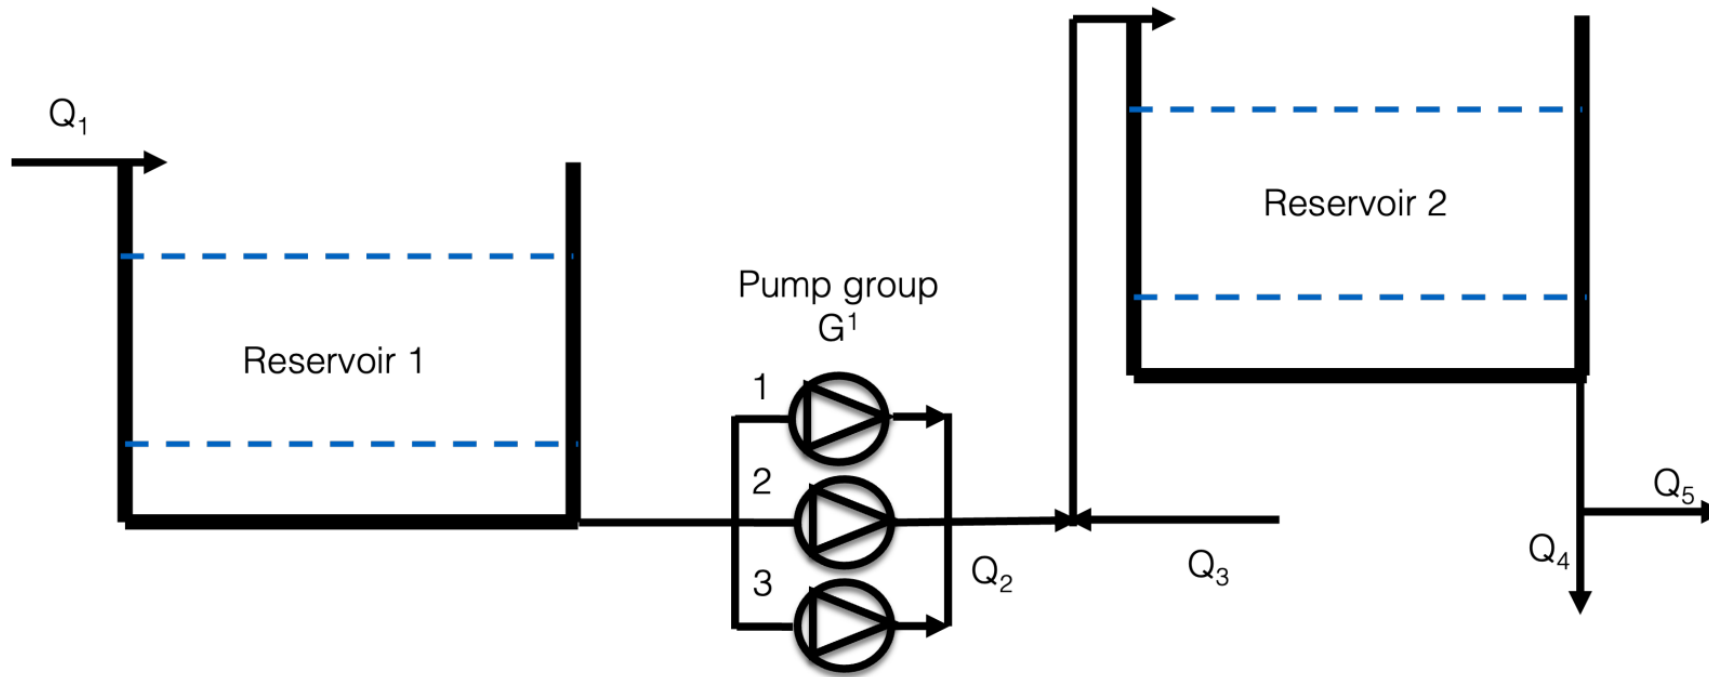 Q₁
Reservoir 1
Pump group
G¹
1
2
3
Q₂
Q₃
Reservoir 2
Q₄
Q₅